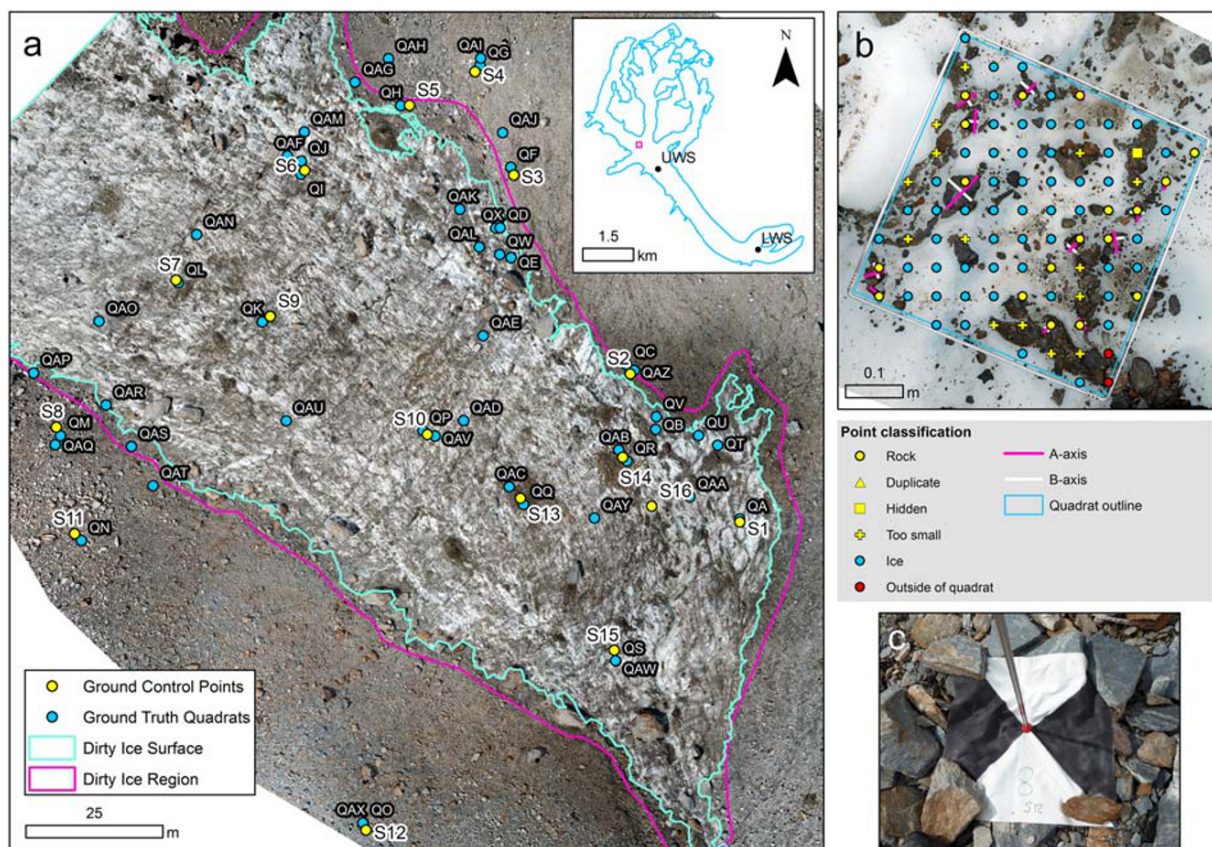 a
QAH
QAI
QG
S4
QAG
QH
S5
QAM
QAJ
QAF
QJ
S6
QI
QF
S3
QAK
QX
QD
QAN
QAL
QW
QE
S7
QL
S9
QK
QAO
QAE
S2
QC
QAZ
QAP
QAR
QV
S8
QM
QAQ
QAS
QAU
S10
QP
QAD
QAV
QB
QU
QT
QAB
QR
S14
QAT
QAC
QQ
S13
S16
QAA
QAY
QA
S1
S11
QN
S15
QS
QAW
QAX
QO
S12
Ground Control Points
Ground Truth Quadrats
Dirty Ice Surface
Dirty Ice Region
25
m
N
UWS
LWS
1.5
km
b
0.1
m
Point classification
Rock
Duplicate
Hidden
Too small
Ice
Outside of quadrat
A-axis
B-axis
Quadrat outline
c
8